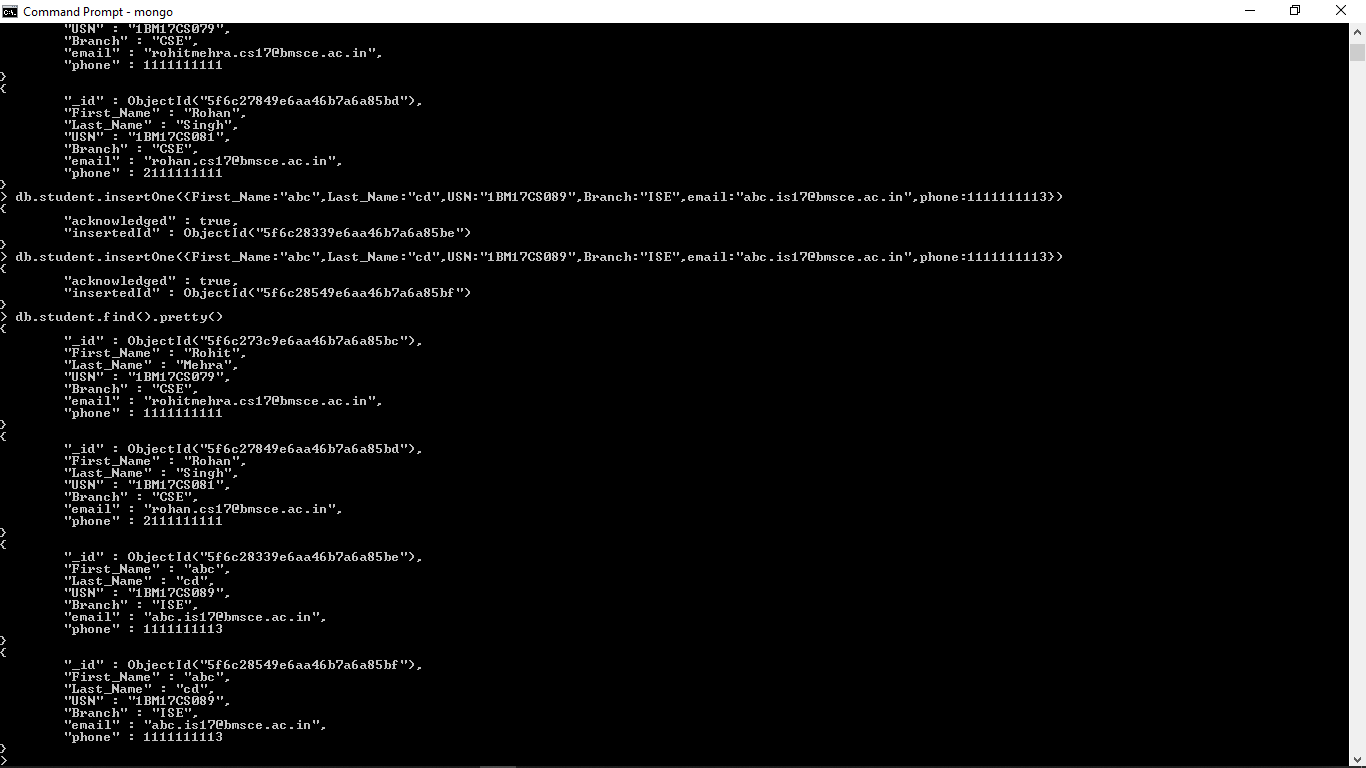 Command Prompt - mongo
"USN" : "1BM17CS079",
"Branch" : "CSE",
"email" : "rohitmehra.cs17@bmsce.ac.in",
"phone" : 1111111111
}
{
"_id" : ObjectId("5f6c27849e6aa46b7a6a85bd"),
"First_Name" : "Rohan",
"Last_Name" : "Singh",
"USN" : "1BM17CS081",
"Branch" : "CSE",
"email" : "rohan.cs17@bmsce.ac.in",
"phone" : 2111111111
}
> db.student.insertOne({First_Name:"abc",Last_Name:"cd",USN:"1BM17CS089",Branch:"ISE",email:"abc.is17@bmsce.ac.in",phone:1111111113})
{
"acknowledged" : true,
"insertedId" : ObjectId("5f6c28339e6aa46b7a6a85be")
}
> db.student.insertOne({First_Name:"abc",Last_Name:"cd",USN:"1BM17CS089",Branch:"ISE",email:"abc.is17@bmsce.ac.in",phone:1111111113})
{
"acknowledged" : true,
"insertedId" : ObjectId("5f6c28549e6aa46b7a6a85bf")
}
> db.student.find().pretty()
{
"_id" : ObjectId("5f6c273c9e6aa46b7a6a85bc"),
"First_Name" : "Rohit",
"Last_Name" : "Mehra",
"USN" : "1BM17CS079",
"Branch" : "CSE",
"email" : "rohitmehra.cs17@bmsce.ac.in",
"phone" : 1111111111
}
{
"_id" : ObjectId("5f6c27849e6aa46b7a6a85bd"),
"First_Name" : "Rohan",
"Last_Name" : "Singh",
"USN" : "1BM17CS081",
"Branch" : "CSE",
"email" : "rohan.cs17@bmsce.ac.in",
"phone" : 2111111111
}
{
"_id" : ObjectId("5f6c28339e6aa46b7a6a85be"),
"First_Name" : "abc",
"Last_Name" : "cd",
"USN" : "1BM17CS089",
"Branch" : "ISE",
"email" : "abc.is17@bmsce.ac.in",
"phone" : 1111111113
}
{
"_id" : ObjectId("5f6c28549e6aa46b7a6a85bf"),
"First_Name" : "abc",
"Last_Name" : "cd",
"USN" : "1BM17CS089",
"Branch" : "ISE",
"email" : "abc.is17@bmsce.ac.in",
"phone" : 1111111113
}
>